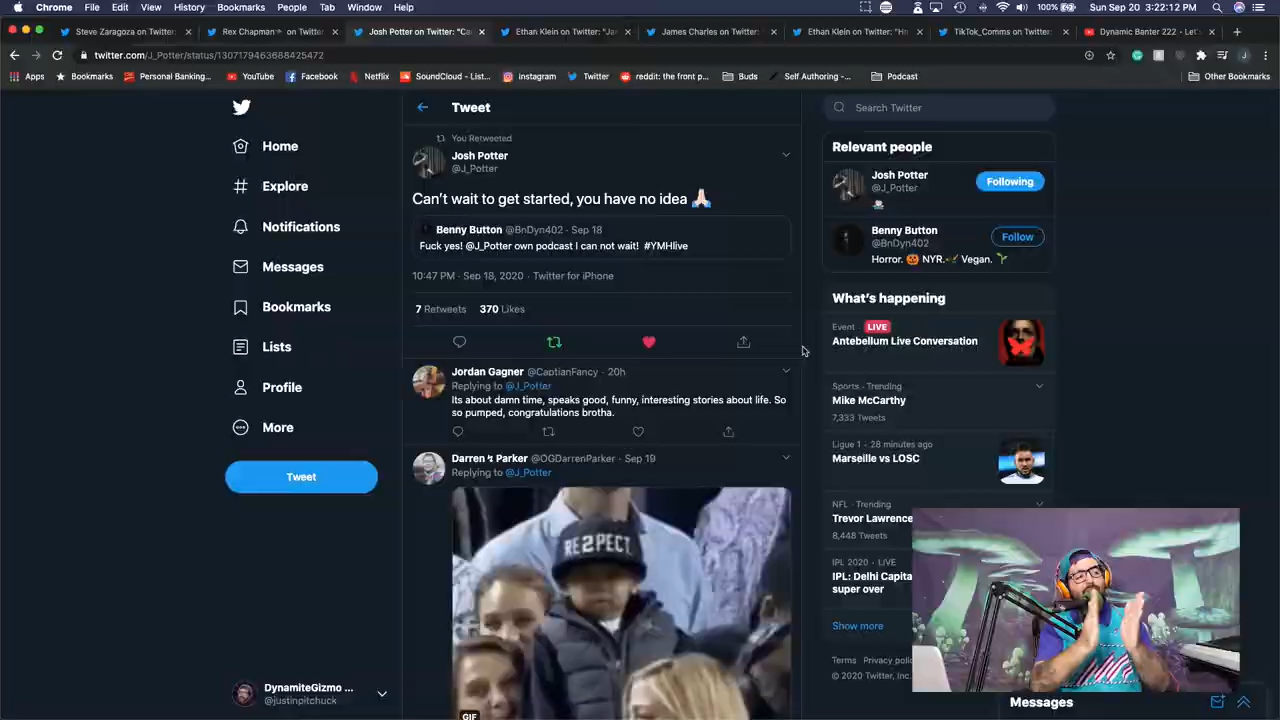 Chrome File Edit View History Bookmarks People Tab Window Help 100% Sun Sep 20 3:22:12 PM
Steve Zaragoza on Twitter: Rex Chapman on Twitter: Josh Potter on Twitter: "Ca Ethan Klein on Twitter: "Ja James Charles on Twitter: Ethan Klein on Twitter: "H TikTok_Comms on Twitter: Dynamic Banter 222 - Let's
twitter.com/J_Potter/status/1307179463688425472
Apps Bookmarks Personal Banking... YouTube Facebook Netflix SoundCloud - List... instagram Twitter reddit: the front p... Buds Self Authoring -... Podcast Other Bookmarks
Tweet
You Retweeted
Josh Potter
@J_Potter
Can't wait to get started, you have no idea 🙏🏻
Benny Button @BnDyn402 · Sep 18
Fuck yes! @J_Potter own podcast I can not wait! #YMHlive
10:47 PM · Sep 18, 2020 · Twitter for iPhone
7 Retweets 370 Likes
Jordan Gagner @CaptianFancy · 20h
Replying to @J_Potter
Its about damn time, speaks good, funny, interesting stories about life. So
so pumped, congratulations brotha.
Darren Parker @OGDarrenParker · Sep 19
Replying to @J_Potter
RE2PECT
GIF
Home
Explore
Notifications
Messages
Bookmarks
Lists
Profile
More
Tweet
DynamiteGizmo ...
@justinpitchuck
Search Twitter
Relevant people
Josh Potter
@J_Potter
Following
Benny Button
@BnDyn402
Follow
Horror. 🎃 NYR. Vegan. 🌱
What's happening
Event · LIVE
Antebellum Live Conversation
Sports · Trending
Mike McCarthy
7,333 Tweets
Ligue 1 · 28 minutes ago
Marseille vs LOSC
NFL · Trending
Trevor Lawrence
8,448 Tweets
IPL 2020 · LIVE
IPL: Delhi Capita
super over
Show more
Terms Privacy polic
© 2020 Twitter, Inc.
Messages